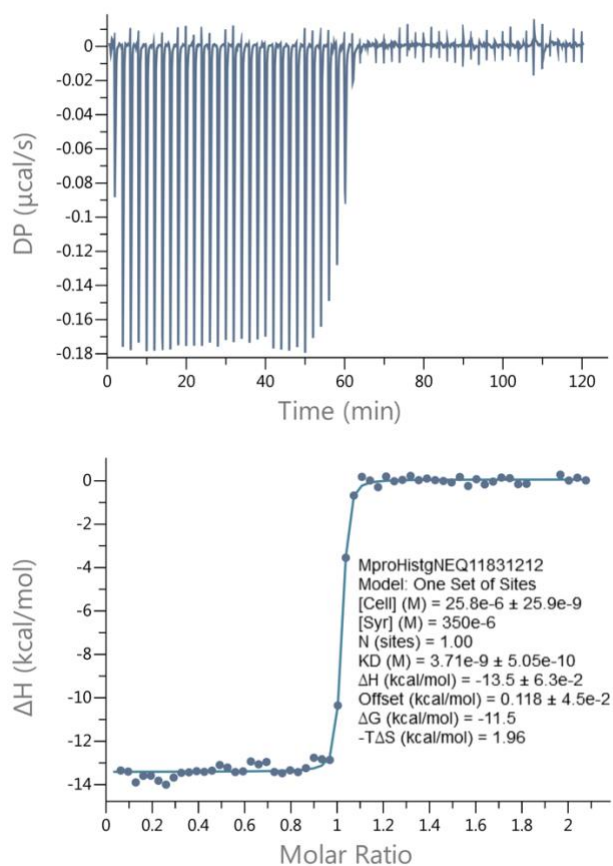 0
-0.02
-0.04
-0.06
-0.08
-0.1
-0.12
-0.14
-0.16
-0.18
DP (µcal/s)
0 20 40 60 80 100 120
Time (min)
0
-2
-4
-6
-8
-10
-12
-14
ΔH (kcal/mol)
MproHistgNEQ11831212
Model: One Set of Sites
[Cell] (M) = 25.8e-6 ± 25.9e-9
[Syr] (M) = 350e-6
N (sites) = 1.00
KD (M) = 3.71e-9 ± 5.05e-10
ΔH (kcal/mol) = -13.5 ± 6.3e-2
Offset (kcal/mol) = 0.118 ± 4.5e-2
ΔG (kcal/mol) = -11.5
-TΔS (kcal/mol) = 1.96
0 0.2 0.4 0.6 0.8 1 1.2 1.4 1.6 1.8 2
Molar Ratio